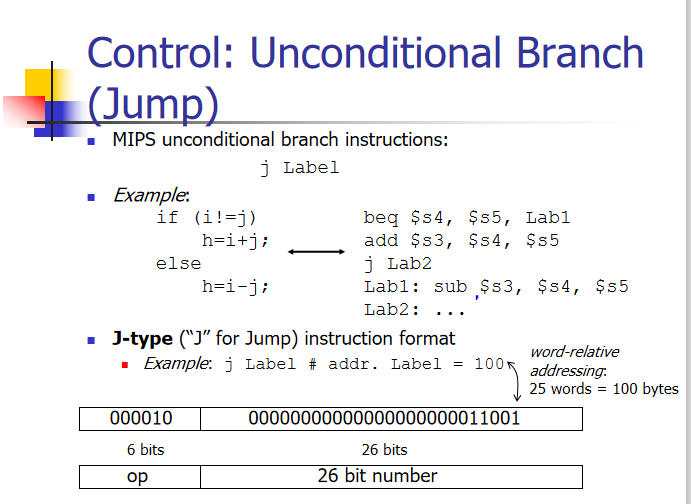 Control: Unconditional Branch
(Jump)
MIPS unconditional branch instructions:
j Label
Example:
if (i!=j)
h=i+j;
else
h=i-j;
beq $s4, $s5, Lab1
add $s3, $s4, $s5
j Lab2
Lab1: sub $s3, $s4, $s5
Lab2: ...
J-type ("J" for Jump) instruction format
Example: j Label # addr. Label = 100
word-relative
addressing:
25 words = 100 bytes
000010 00000000000000000000011001
6 bits 26 bits
op 26 bit number